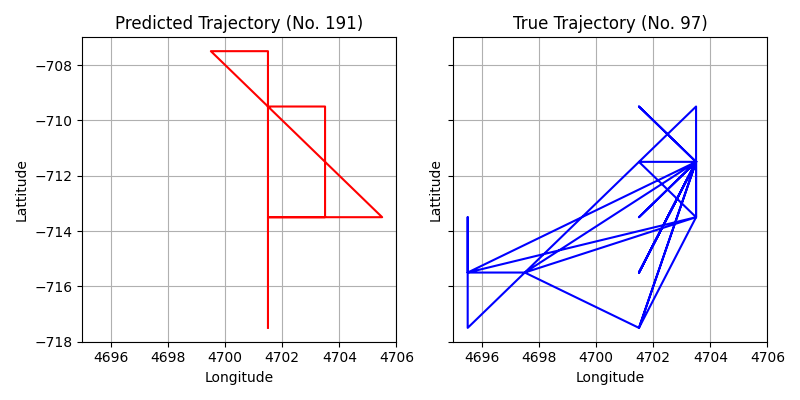 Predicted Trajectory (No. 191)
True Trajectory (No. 97)
−708
−710
−712
−714
−716
−718
Lattitude
Lattitude
4696 4698 4700 4702 4704 4706
4696 4698 4700 4702 4704 4706
Longitude
Longitude